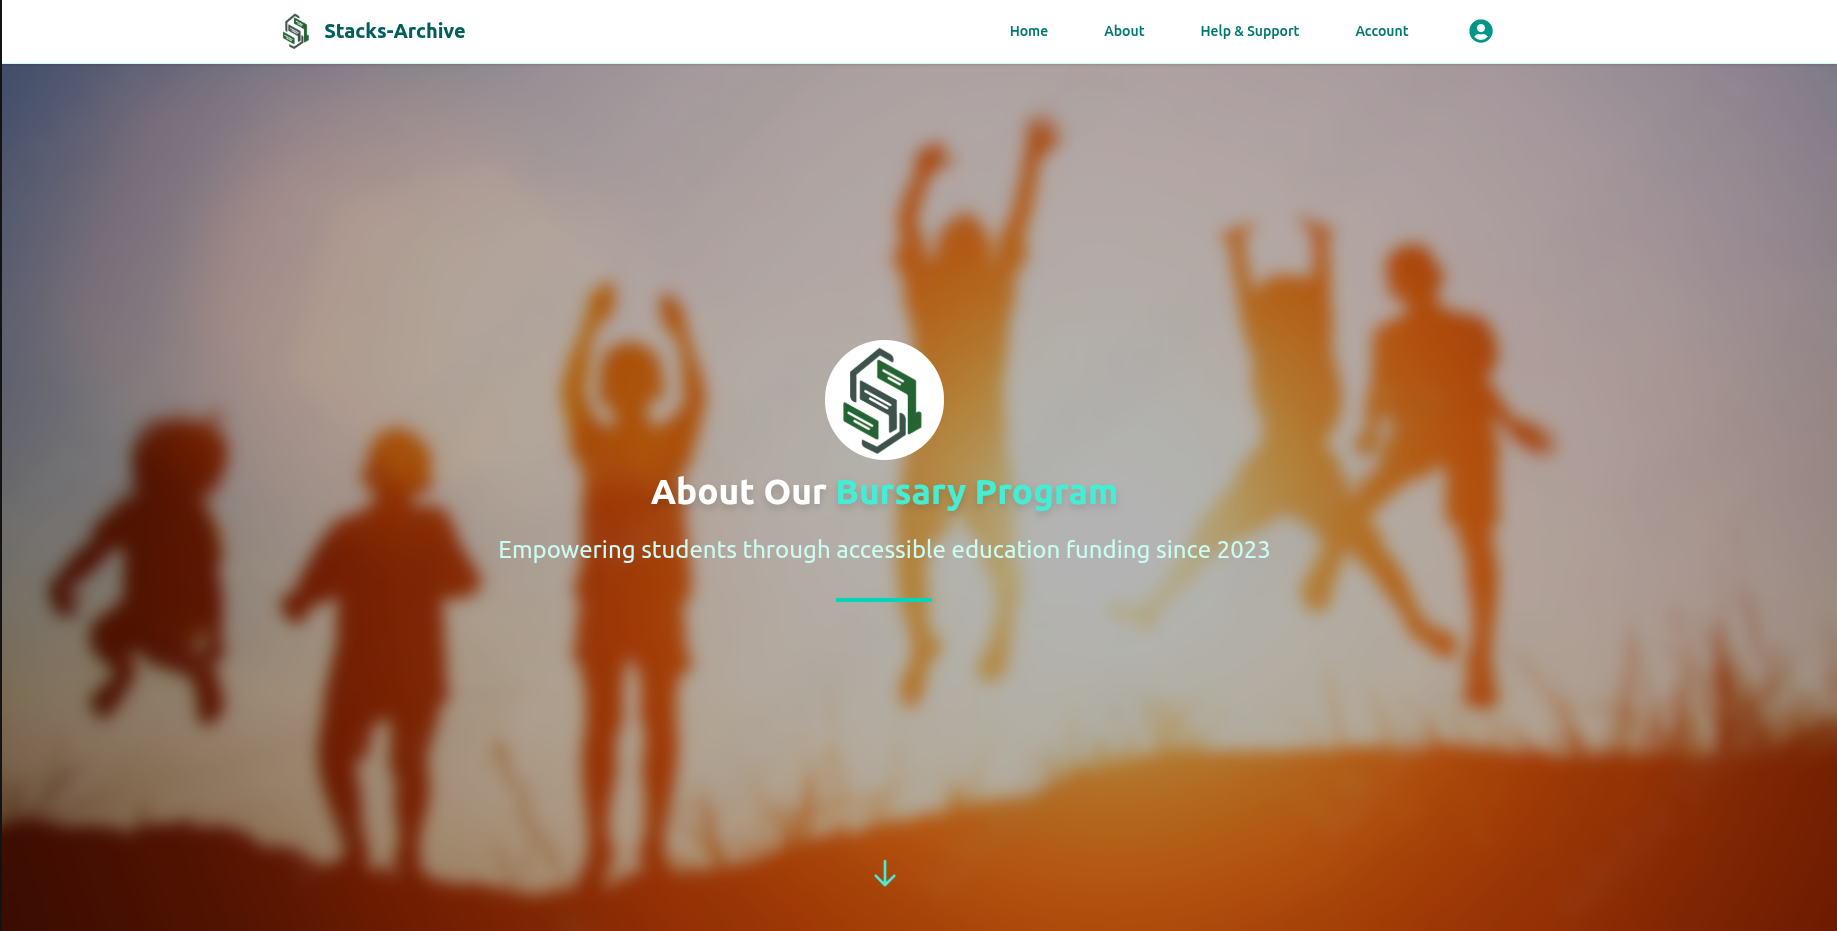 Stacks-Archive
Home About Help & Support Account
About Our Bursary Program
Empowering students through accessible education funding since 2023